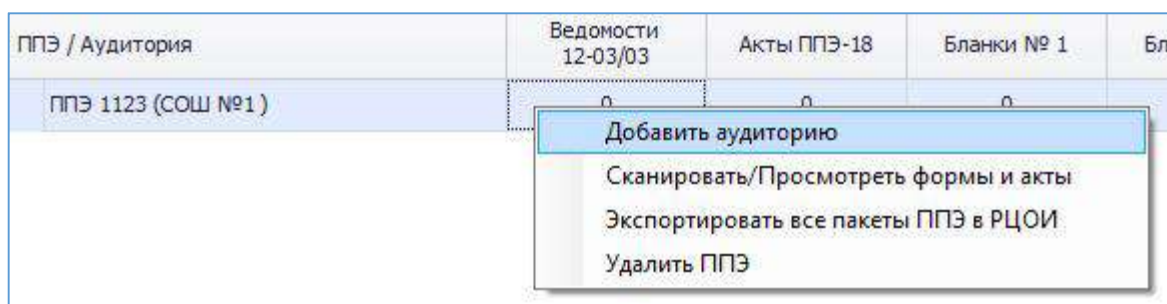 ППЭ / Аудитория
Ведомости
12-03/03
Акты ППЭ-18
Бланки № 1
Бл
ППЭ 1123 (СОШ №1 )
0
0
0
Добавить аудиторию
Сканировать/Просмотреть формы и акты
Экспортировать все пакеты ППЭ в РЦОИ
Удалить ППЭ